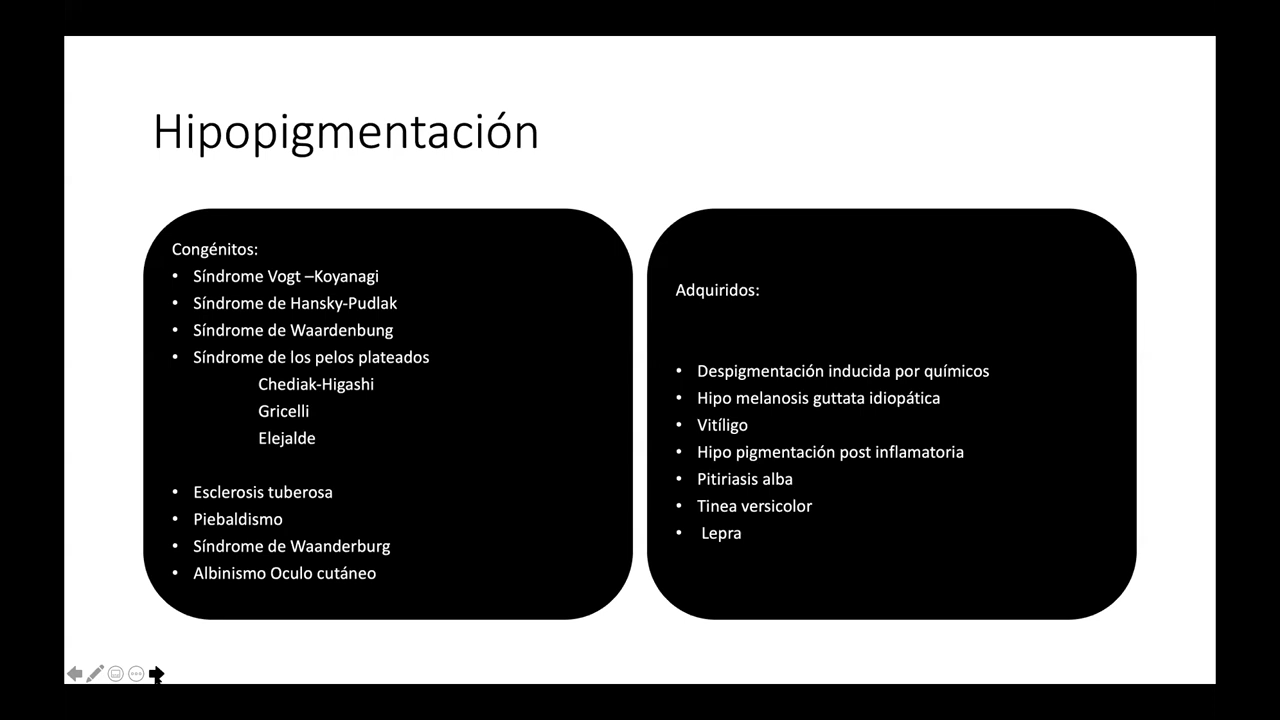 Hipopigmentación
Congénitos:
• Síndrome Vogt –Koyanagi
• Síndrome de Hansky-Pudlak
• Síndrome de Waardenbung
• Síndrome de los pelos plateados
Chediak-Higashi
Gricelli
Elejalde
• Esclerosis tuberosa
• Piebaldismo
• Síndrome de Waanderburg
• Albinismo Oculo cutáneo
Adquiridos:
• Despigmentación inducida por químicos
• Hipo melanosis guttata idiopática
• Vitíligo
• Hipo pigmentación post inflamatoria
• Pitiriasis alba
• Tinea versicolor
• Lepra